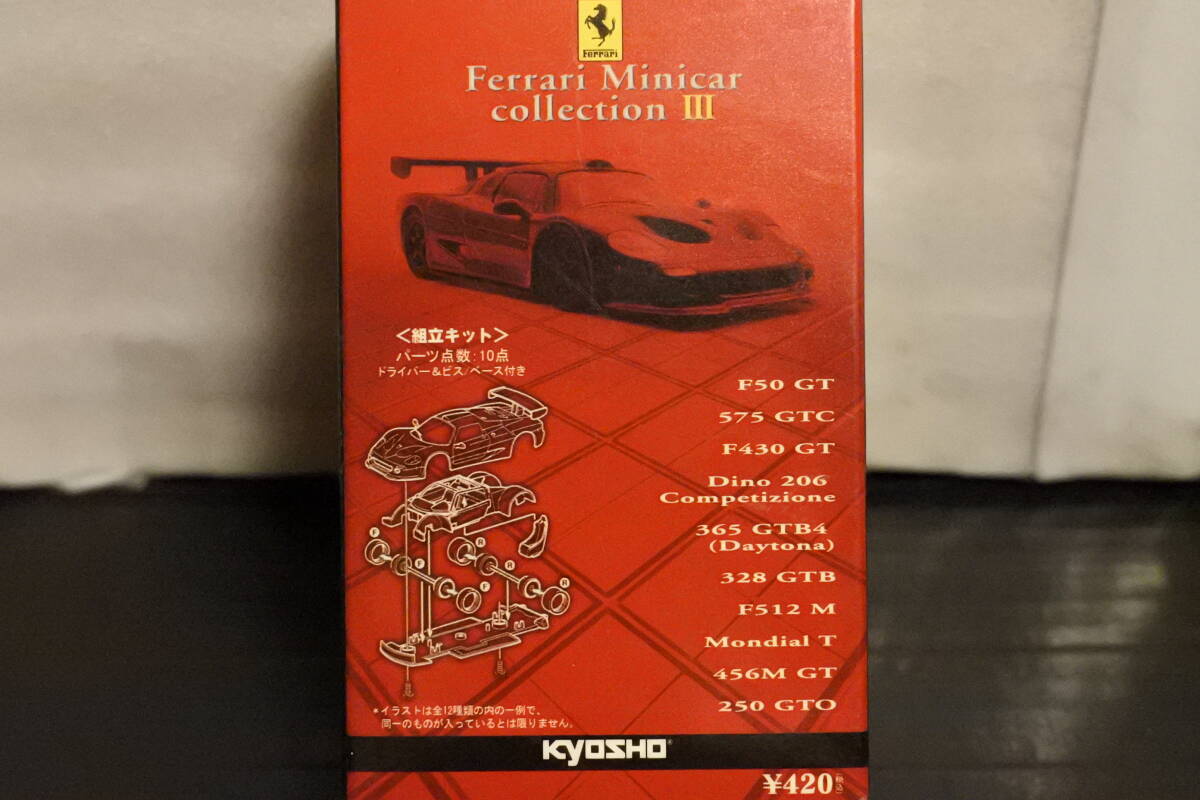 Ferrari
Ferrari Minicar
collection III
<組立キット>
パーツ点数:10点
ドライバー&ビス/ベース付き
F50 GT
575 GTC
F430 GT
Dino 206
Competizione
365 GTB4
(Daytona)
328 GTB
F512 M
Mondial T
456M GT
250 GTO
F
R
F
R
F
R
*イラストは全12種類の内の一例で、
同一のものが入っているとは限りません。
KYOSHO
¥420